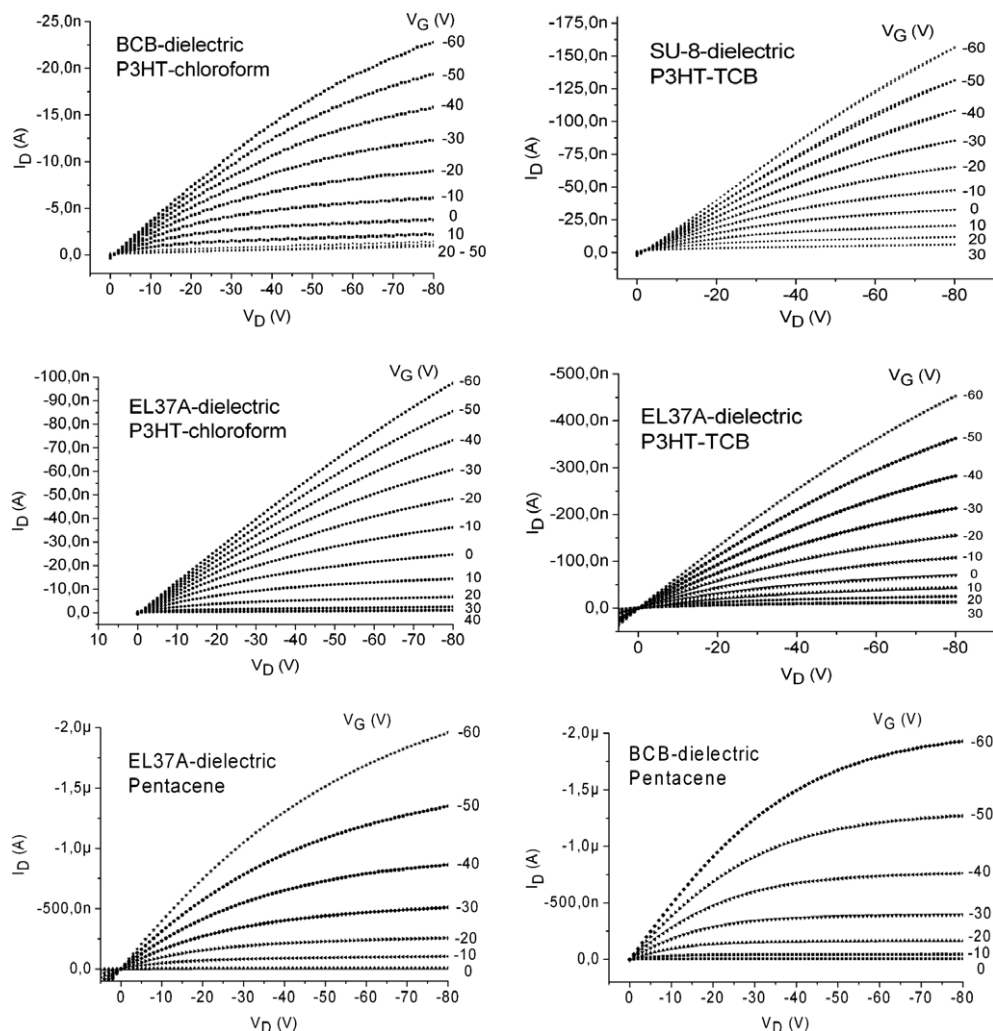 V_G (V)
BCB-dielectric
P3HT-chloroform
-25,0n
-20,0n
-15,0n
-10,0n
-5,0n
0,0
I_D (A)
-60
-50
-40
-30
-20
-10
0
10
20 - 50
0 -10 -20 -30 -40 -50 -60 -70 -80
V_D (V)
V_G (V)
SU-8-dielectric
P3HT-TCB
-175,0n
-150,0n
-125,0n
-100,0n
-75,0n
-50,0n
-25,0n
0,0
I_D (A)
-60
-50
-40
-30
-20
-10
0
10
20
30
0 -20 -40 -60 -80
V_D (V)
V_G (V)
EL37A-dielectric
P3HT-chloroform
-100,0n
-90,0n
-80,0n
-70,0n
-60,0n
-50,0n
-40,0n
-30,0n
-20,0n
-10,0n
0,0
I_D (A)
-60
-50
-40
-30
-20
-10
0
10
20
30
40
10 0 -10 -20 -30 -40 -50 -60 -70 -80
V_D (V)
V_G (V)
EL37A-dielectric
P3HT-TCB
-500,0n
-400,0n
-300,0n
-200,0n
-100,0n
0,0
I_D (A)
-60
-50
-40
-30
-20
-10
0
10
20
30
0 -20 -40 -60 -80
V_D (V)
V_G (V)
EL37A-dielectric
Pentacene
-2,0µ
-1,5µ
-1,0µ
-500,0n
0,0
I_D (A)
-60
-50
-40
-30
-20
-10
0
0 -10 -20 -30 -40 -50 -60 -70 -80
V_D (V)
V_G (V)
BCB-dielectric
Pentacene
-2,0µ
-1,5µ
-1,0µ
-500,0n
0,0
I_D (A)
-60
-50
-40
-30
-20
-10
0
0 -10 -20 -30 -40 -50 -60 -70 -80
V_D (V)